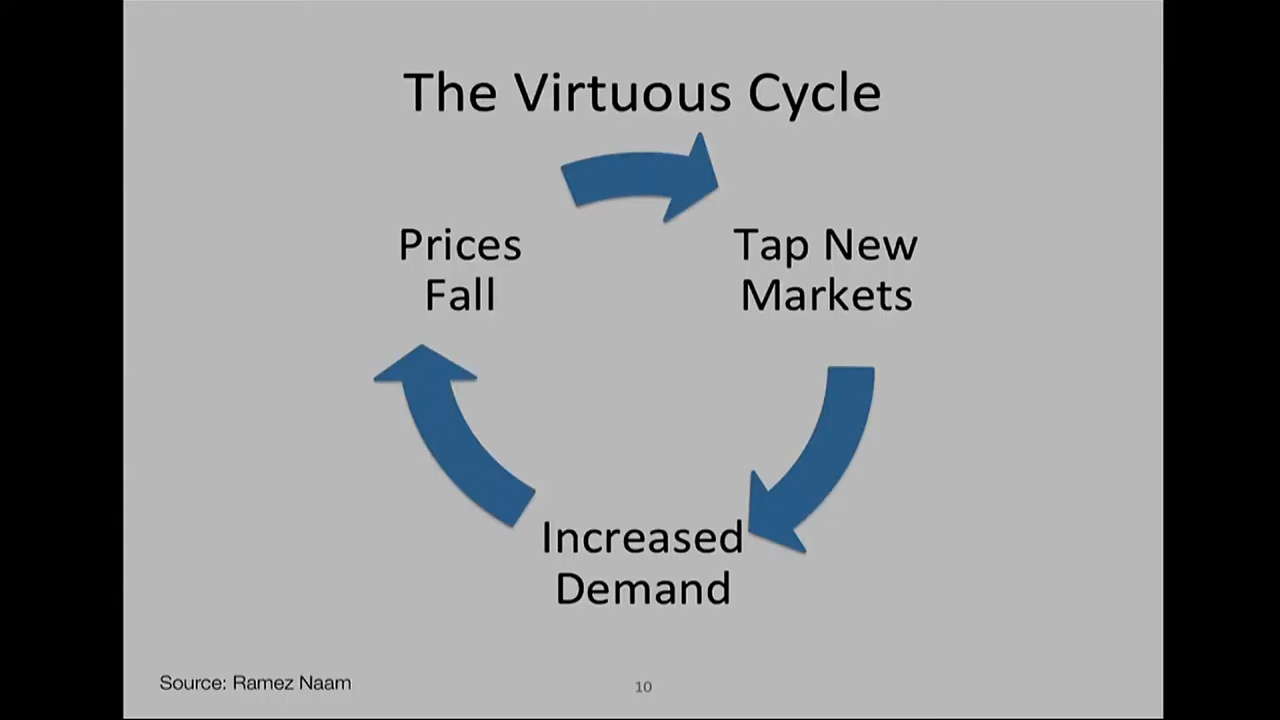 The Virtuous Cycle
Prices
Fall
Tap New
Markets
Increased
Demand
Source: Ramez Naam
10